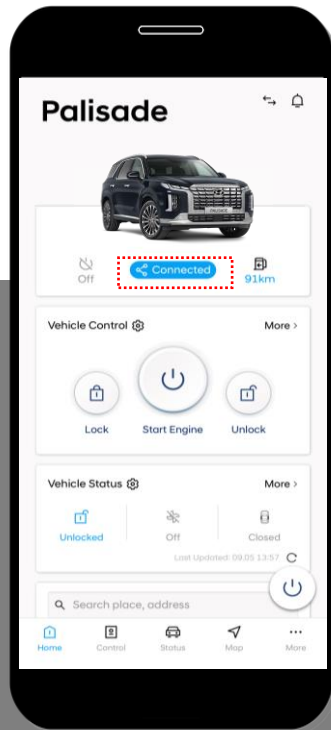 Palisade
Off
Connected
91km
Vehicle Control
More >
Lock
Start Engine
Unlock
Vehicle Status
More >
Unlocked
Off
Closed
Last Updated: 09.05 13:57
Search place, address
Home
Control
Status
Map
More